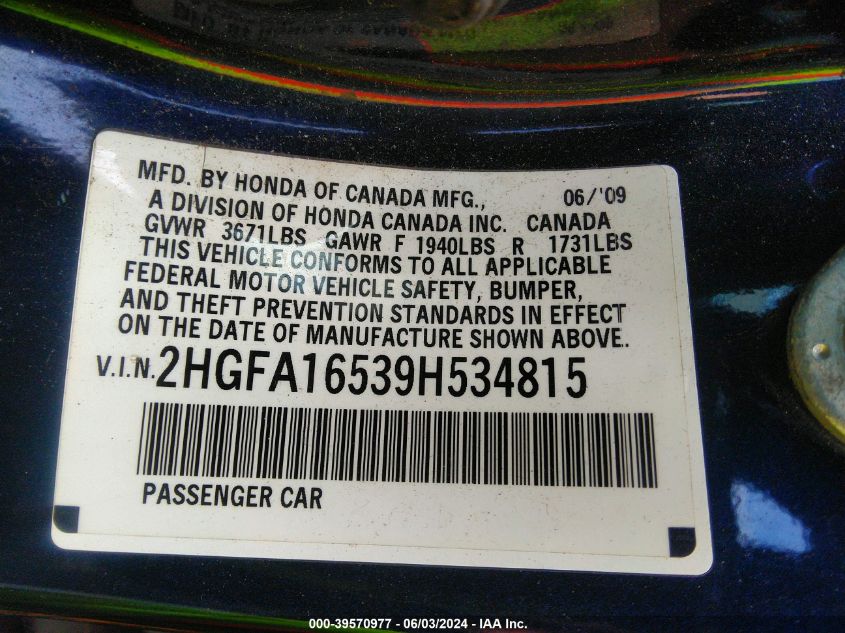 MFD. BY HONDA OF CANADA MFG., 06/'09
A DIVISION OF HONDA CANADA INC. CANADA
GVWR 3671LBS GAWR F 1940LBS R 1731LBS
THIS VEHICLE CONFORMS TO ALL APPLICABLE
FEDERAL MOTOR VEHICLE SAFETY, BUMPER,
AND THEFT PREVENTION STANDARDS IN EFFECT
ON THE DATE OF MANUFACTURE SHOWN ABOVE.
V.I.N. 2HGFA16539H534815
PASSENGER CAR
000-39570977 - 06/03/2024 - IAA Inc.